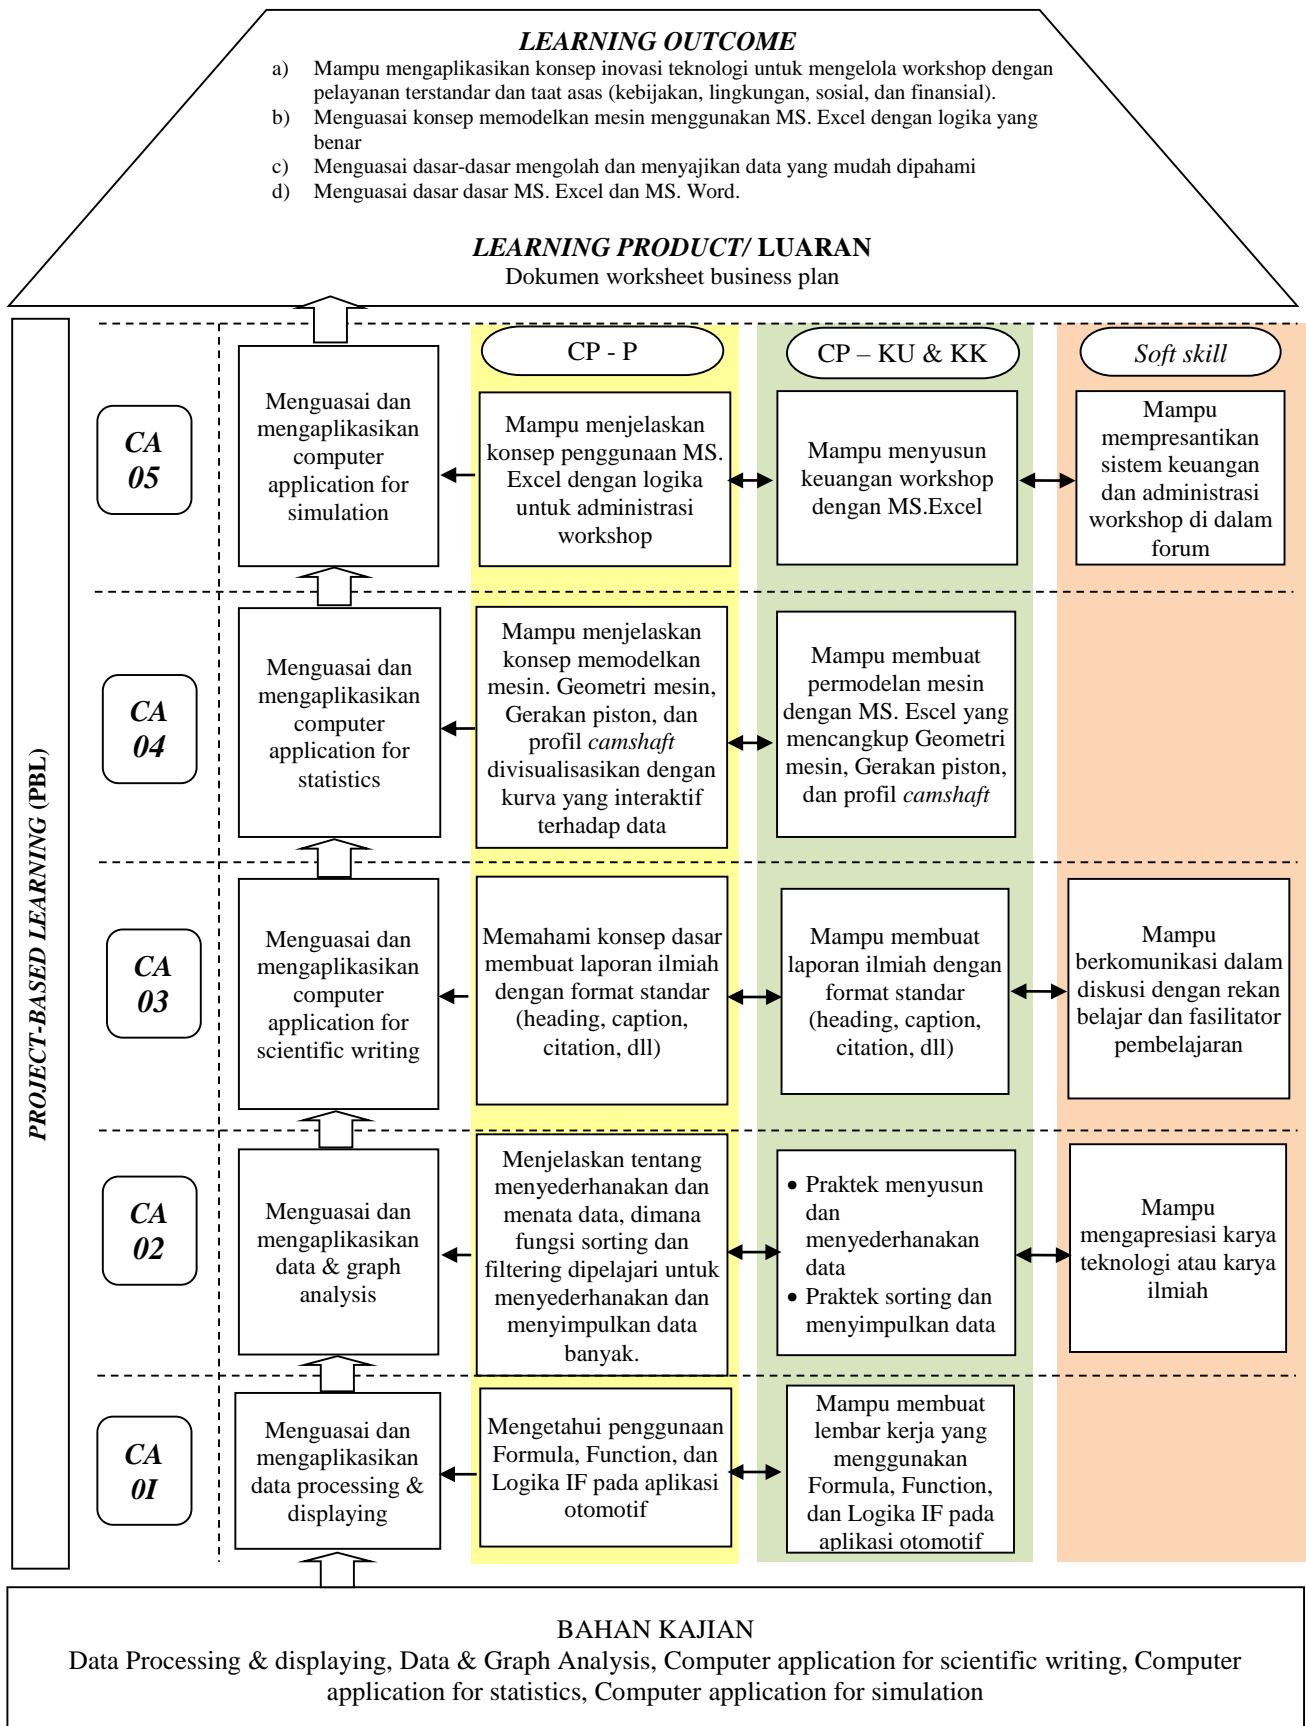 LEARNING OUTCOME
a) Mampu mengaplikasikan konsep inovasi teknologi untuk mengelola workshop dengan
pelayanan terstandar dan taat asas (kebijakan, lingkungan, sosial, dan finansial).
b) Menguasai konsep memodelkan mesin menggunakan MS. Excel dengan logika yang
benar
c) Menguasai dasar-dasar mengolah dan menyajikan data yang mudah dipahami
d) Menguasai dasar dasar MS. Excel dan MS. Word.
LEARNING PRODUCT/ LUARAN
Dokumen worksheet business plan
PROJECT-BASED LEARNING (PBL)
CP - P
CP – KU & KK
Soft skill
CA
05
Menguasai dan
mengaplikasikan
computer
application for
simulation
Mampu menjelaskan
konsep penggunaan MS.
Excel dengan logika
untuk administrasi
workshop
Mampu menyusun
keuangan workshop
dengan MS.Excel
Mampu
mempresantikan
sistem keuangan
dan administrasi
workshop di dalam
forum
CA
04
Menguasai dan
mengaplikasikan
computer
application for
statistics
Mampu menjelaskan
konsep memodelkan
mesin. Geometri mesin,
Gerakan piston, dan
profil camshaft
divisualisasikan dengan
kurva yang interaktif
terhadap data
Mampu membuat
permodelan mesin
dengan MS. Escel yang
mencangkup Geometri
mesin, Gerakan piston,
dan profil camshaft
CA
03
Menguasai dan
mengaplikasikan
computer
application for
scientific writing
Memahami konsep dasar
membuat laporan ilmiah
dengan format standar
(heading, caption,
citation, dll)
Mampu membuat
laporan ilmiah dengan
format standar
(heading, caption,
citation, dll)
Mampu
berkomunikasi dalam
diskusi dengan rekan
belajar dan fasilitator
pembelajaran
CA
02
Menguasai dan
mengaplikasikan
data & graph
analysis
Menjelaskan tentang
menyederhanakan dan
menata data, dimana
fungsi sorting dan
filtering dipelajari untuk
menyederhanakan dan
menyimpulkan data
banyak.
• Praktek menyusun
dan
menyederhanakan
data
• Praktek sorting dan
menyimpulkan data
Mampu
mengapresiasi karya
teknologi atau karya
ilmiah
CA
0I
Menguasai dan
mengaplikasikan
data processing &
displaying
Mengetahui penggunaan
Formula, Function, dan
Logika IF pada aplikasi
otomotif
Mampu membuat
lembar kerja yang
menggunakan
Formula, Function,
dan Logika IF pada
aplikasi otomotif
BAHAN KAJIAN
Data Processing & displaying, Data & Graph Analysis, Computer application for scientific writing, Computer
application for statistics, Computer application for simulation